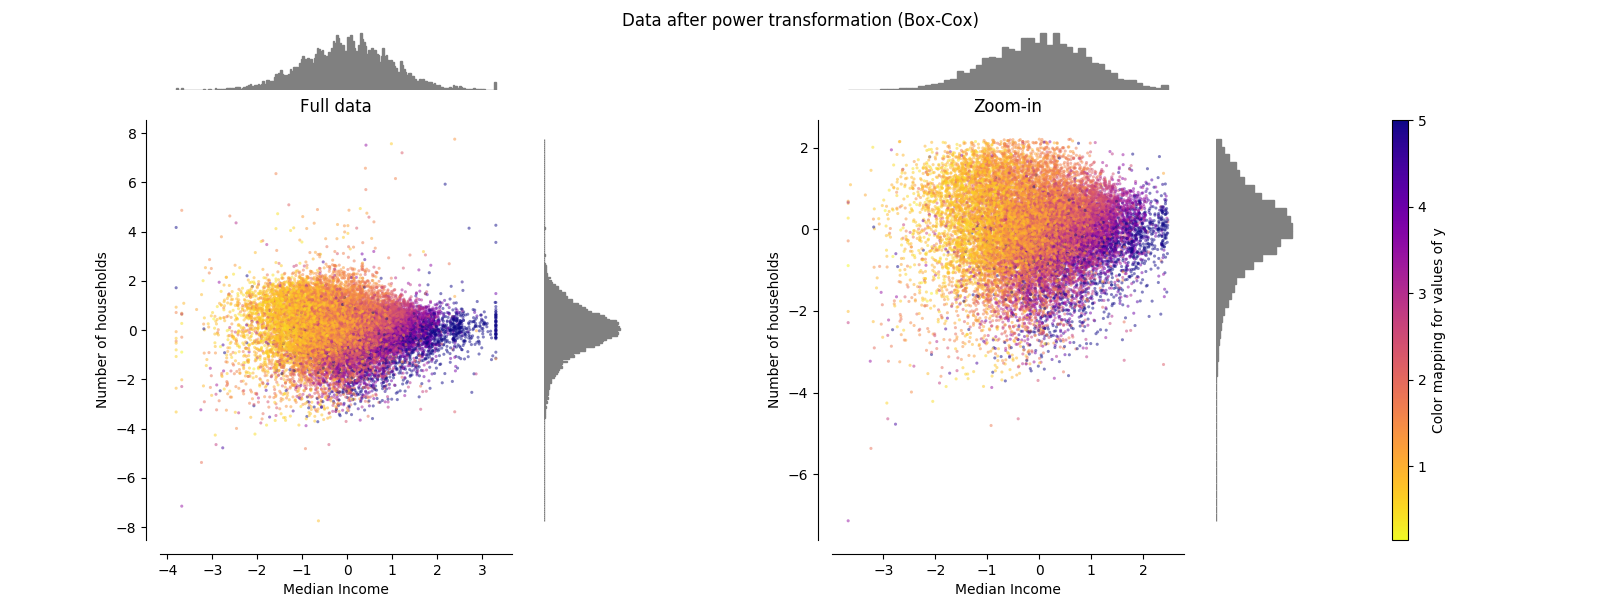 Data after power transformation (Box-Cox)
Full data
8
6
4
2
0
−2
−4
−6
−8
Number of households
−4 −3 −2 −1 0 1 2 3
Median Income
Zoom-in
2
0
−2
−4
−6
Number of households
−3 −2 −1 0 1 2
Median Income
5
4
3
2
1
Color mapping for values of y